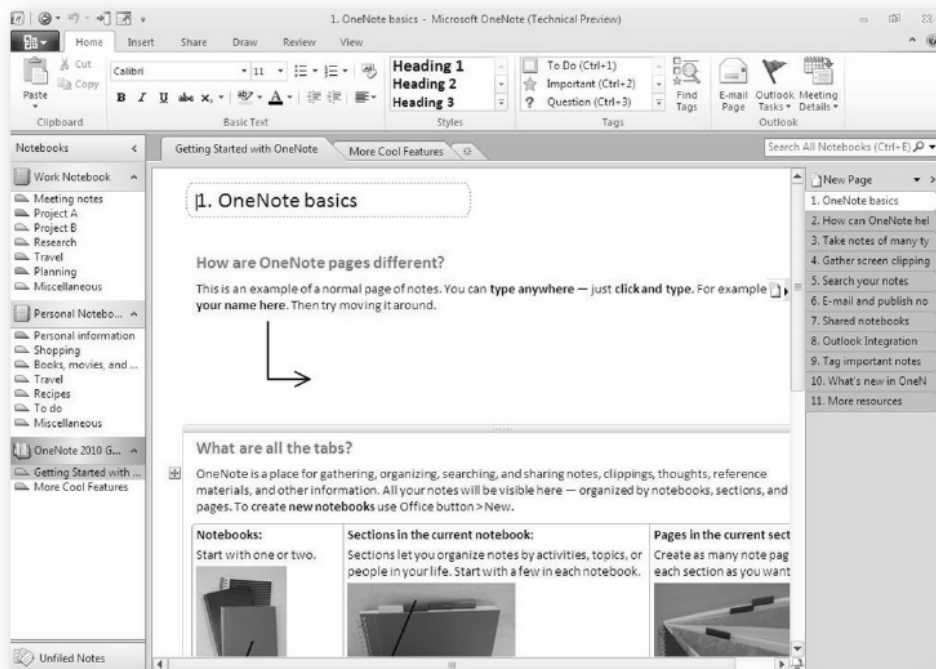 1. OneNote basics - Microsoft OneNote (Technical Preview)
Home Insert Share Draw Review View
Paste
Cut
Copy
Clipboard
Calibri 11
B I U abc x₂ ab A
Basic Text
Heading 1
Heading 2
Heading 3
Styles
To Do (Ctrl+1)
Important (Ctrl+2)
? Question (Ctrl+3)
Find
Tags
Tags
E-mail
Page
Outlook
Tasks
Meeting
Details
Outlook
Notebooks
Getting Started with OneNote
More Cool Features
Search All Notebooks (Ctrl+E)
Work Notebook
Meeting notes
Project A
Project B
Research
Travel
Planning
Miscellaneous
Personal Notebo...
Personal information
Shopping
Books, movies, and ...
Travel
Recipes
To do
Miscellaneous
OneNote 2010 G...
Getting Started with ...
More Cool Features
Unfiled Notes
1. OneNote basics
How are OneNote pages different?
This is an example of a normal page of notes. You can type anywhere — just click and type. For example
your name here. Then try moving it around.
What are all the tabs?
OneNote is a place for gathering, organizing, searching, and sharing notes, clippings, thoughts, reference
materials, and other information. All your notes will be visible here — organized by notebooks, sections, and
pages. To create new notebooks use Office button > New.
Notebooks:
Start with one or two.
Sections in the current notebook:
Sections let you organize notes by activities, topics, or
people in your life. Start with a few in each notebook.
Pages in the current sect
Create as many note pag
each section as you want
New Page
1. OneNote basics
2. How can OneNote hel
3. Take notes of many ty
4. Gather screen clipping
5. Search your notes
6. E-mail and publish no
7. Shared notebooks
8. Outlook Integration
9. Tag important notes
10. What's new in OneN
11. More resources